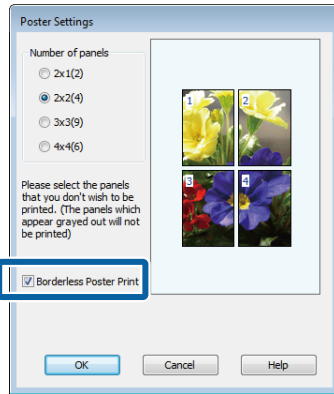 Poster Settings
Number of panels
2x1(2)
2x2(4)
3x3(9)
4x4(6)
1
2
3
4
Please select the panels
that you don't wish to be
printed. (The panels which
appear grayed out will not
be printed)
Borderless Poster Print
OK
Cancel
Help